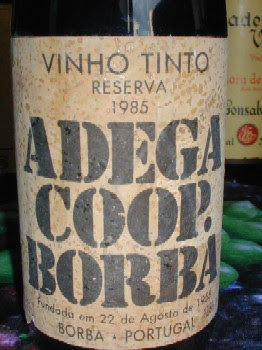 VINHO TINTO
RESERVA
1985
ADEGA
COOP.
BORBA
Fundada em 22 de Agosto de
BORBA - PORTUGAL